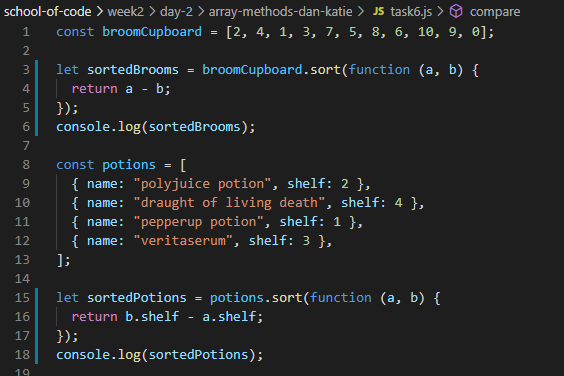 school-of-code > week2 > day-2 > array-methods-dan-katie > JS task6.js > compare
1 const broomCupboard = [2, 4, 1, 3, 7, 5, 8, 6, 10, 9, 0];
2
3 let sortedBrooms = broomCupboard.sort(function (a, b) {
4   return a - b;
5 });
6 console.log(sortedBrooms);
7
8 const potions = [
9   { name: "polyjuice potion", shelf: 2 },
10   { name: "draught of living death", shelf: 4 },
11   { name: "pepperup potion", shelf: 1 },
12   { name: "veritaserum", shelf: 3 },
13 ];
14
15 let sortedPotions = potions.sort(function (a, b) {
16   return b.shelf - a.shelf;
17 });
18 console.log(sortedPotions);
19